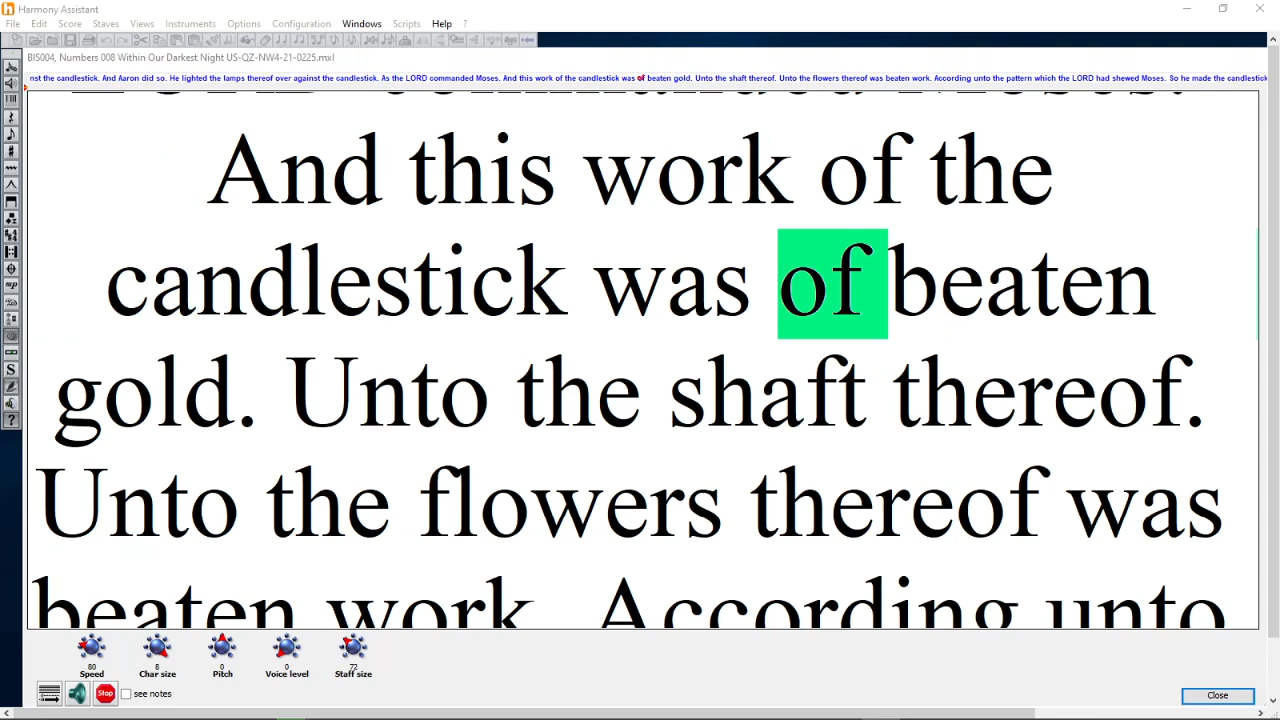 Harmony Assistant
File Edit Score Staves Views Instruments Options Configuration Windows Scripts Help ?
BIS004, Numbers 008 Within Our Darkest Night US-QZ-NW4-21-0225.mxl
nst the candlestick. And Aaron did so. He lighted the lamps thereof over against the candlestick. As the LORD commanded Moses. And this work of the candlestick was of beaten gold. Unto the shaft thereof. Unto the flowers thereof was beaten work. According unto the pattern which the LORD had shewed Moses. So he made the candlestick
And this work of the
candlestick was of beaten
gold. Unto the shaft thereof.
Unto the flowers thereof was
beaten work. According unto
80 8 0 0 72
Speed Char size Pitch Voice level Staff size
Stop see notes Close